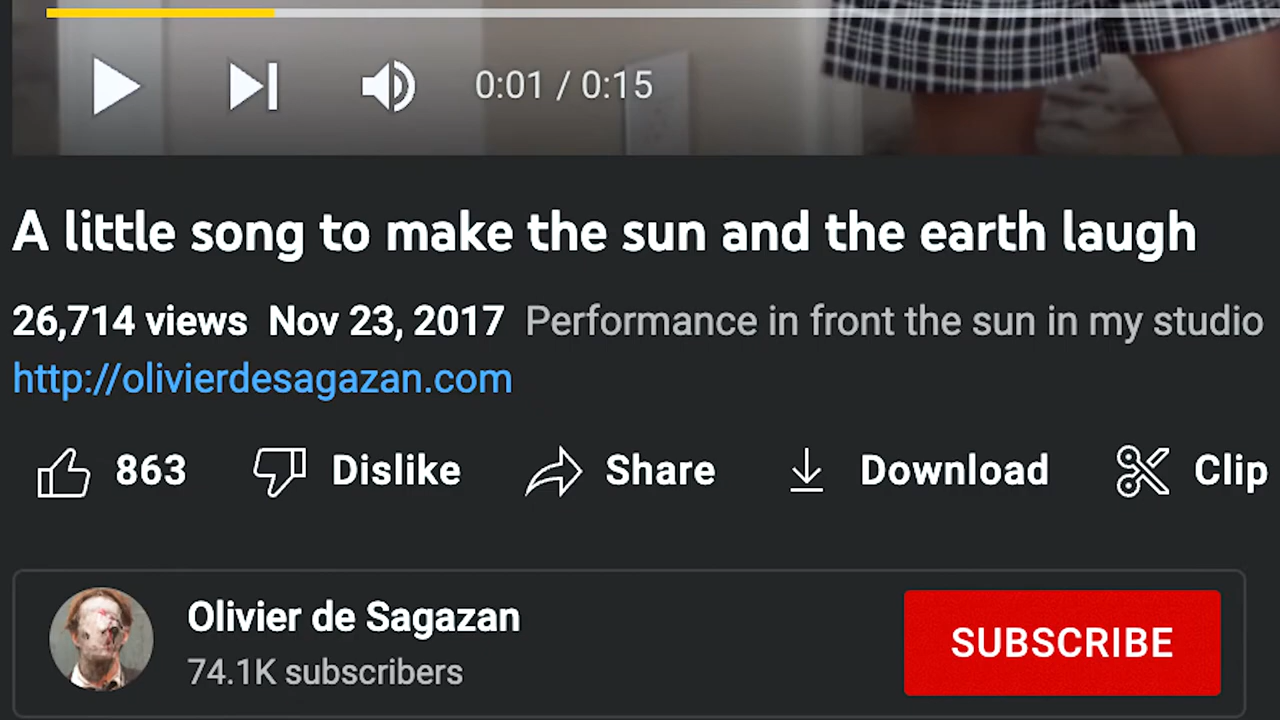 0:01 / 0:15
A little song to make the sun and the earth laugh
26,714 views Nov 23, 2017 Performance in front the sun in my studio
http://olivierdesagazan.com
863 Dislike Share Download Clip
Olivier de Sagazan
74.1K subscribers
SUBSCRIBE